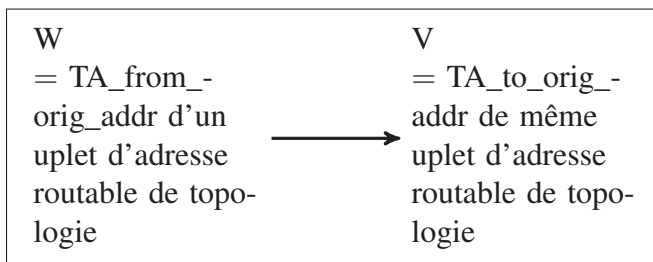 W
= TA_from_-
orig_addr d'un
uplet d'adresse
routable de topo-
logie
V
= TA_to_orig_-
addr de même
uplet d'adresse
routable de topo-
logie